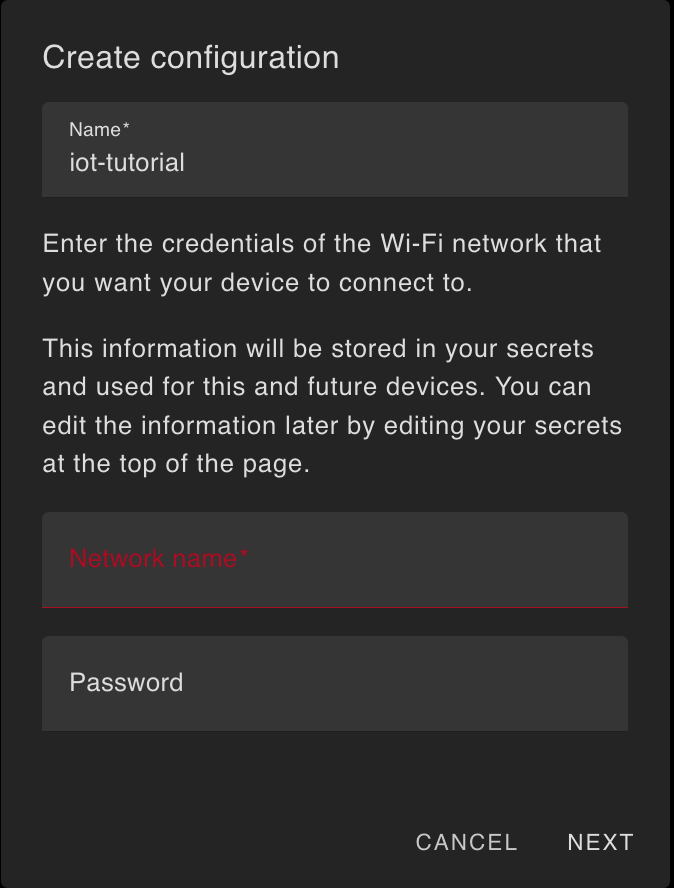 Create configuration
Name*
iot-tutorial
Enter the credentials of the Wi-Fi network that
you want your device to connect to.
This information will be stored in your secrets
and used for this and future devices. You can
edit the information later by editing your secrets
at the top of the page.
Network name*
Password
CANCEL NEXT